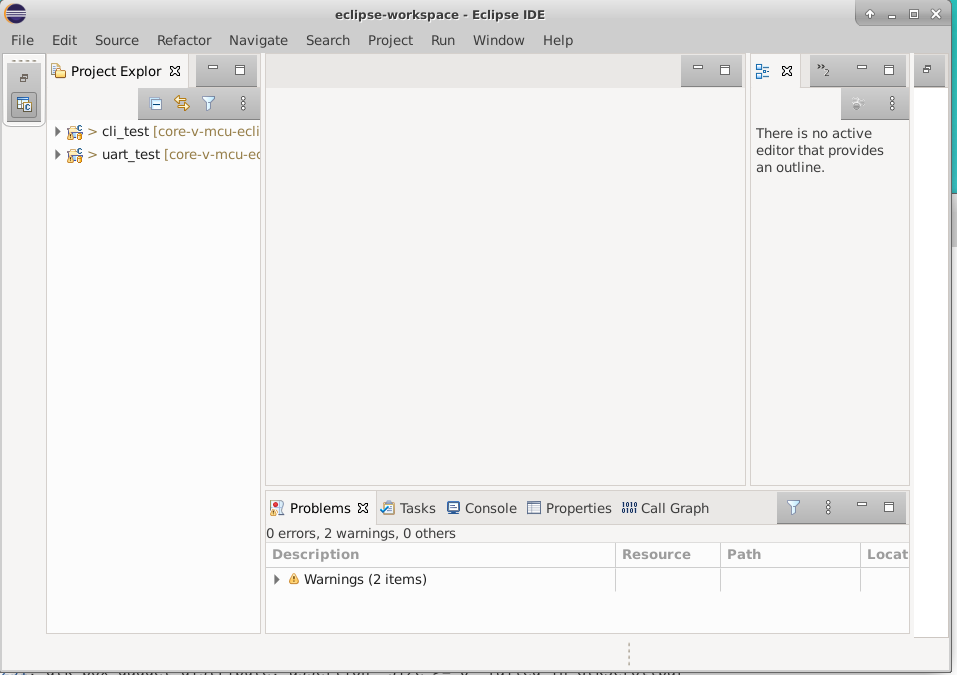 eclipse-workspace - Eclipse IDE
File Edit Source Refactor Navigate Search Project Run Window Help
Project Explor
»2
> cli_test [core-v-mcu-ecli
> uart_test [core-v-mcu-ec
There is no active
editor that provides
an outline.
Problems Tasks Console Properties Call Graph
0 errors, 2 warnings, 0 others
Description Resource Path Locat
Warnings (2 items)